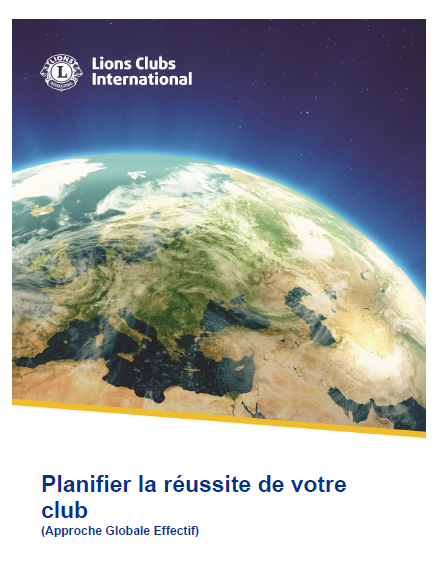 Lions Clubs
International
Planifier la réussite de votre
club
(Approche Globale Effectif)